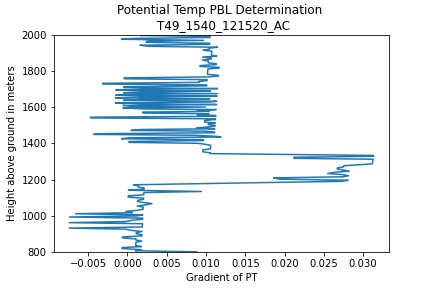 Potential Temp PBL Determination
T49_1540_121520_AC
Height above ground in meters
2000
1800
1600
1400
1200
1000
800
−0.005 0.000 0.005 0.010 0.015 0.020 0.025 0.030
Gradient of PT